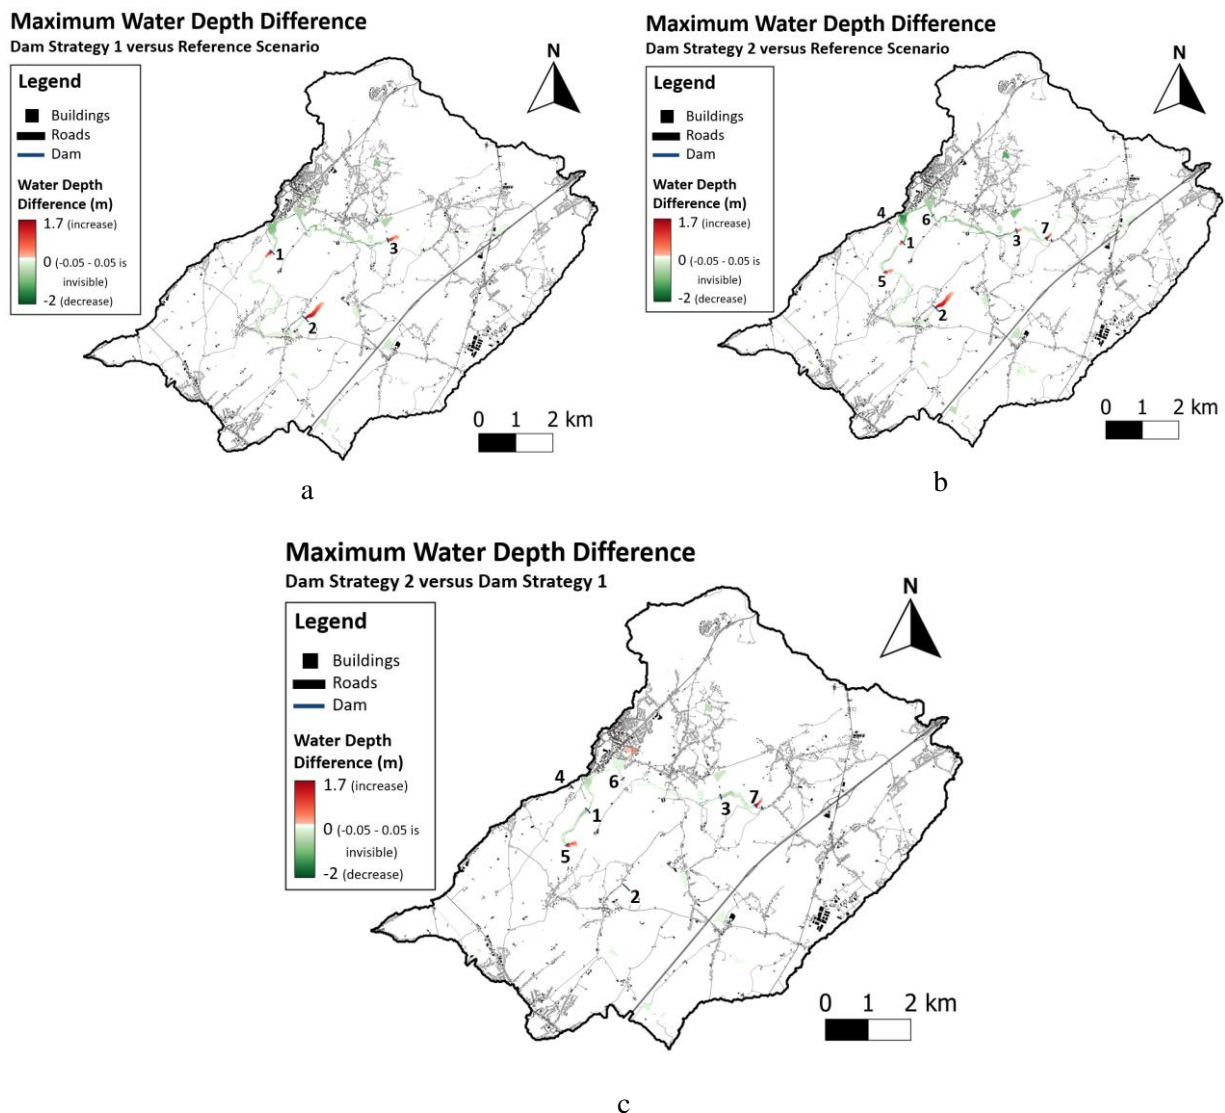 Maximum Water Depth Difference
Dam Strategy 1 versus Reference Scenario
N
Legend
Buildings
Roads
Dam
Water Depth
Difference (m)
1.7 (increase)
0 (-0.05 - 0.05 is
invisible)
-2 (decrease)
1
3
2
0 1 2 km
a
Maximum Water Depth Difference
Dam Strategy 2 versus Reference Scenario
N
Legend
Buildings
Roads
Dam
Water Depth
Difference (m)
1.7 (increase)
0 (-0.05 - 0.05 is
invisible)
-2 (decrease)
4
6
1
3
7
5
2
0 1 2 km
b
Maximum Water Depth Difference
Dam Strategy 2 versus Dam Strategy 1
N
Legend
Buildings
Roads
Dam
Water Depth
Difference (m)
1.7 (increase)
0 (-0.05 - 0.05 is
invisible)
-2 (decrease)
4
6
7
1
3
5
2
0 1 2 km
c